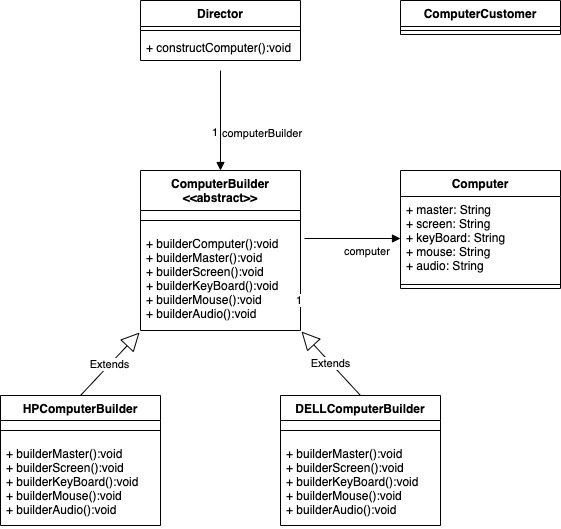 Director
+ constructComputer():void
ComputerCustomer
1 computerBuilder
ComputerBuilder
<<abstract>>
+ builderComputer():void
+ builderMaster():void
+ builderScreen():void
+ builderKeyBoard():void
+ builderMouse():void
+ builderAudio():void
computer
1
Computer
+ master: String
+ screen: String
+ keyBoard: String
+ mouse: String
+ audio: String
Extends
Extends
HPComputerBuilder
+ builderMaster():void
+ builderScreen():void
+ builderKeyBoard():void
+ builderMouse():void
+ builderAudio():void
DELLComputerBuilder
+ builderMaster():void
+ builderScreen():void
+ builderKeyBoard():void
+ builderMouse():void
+ builderAudio():void